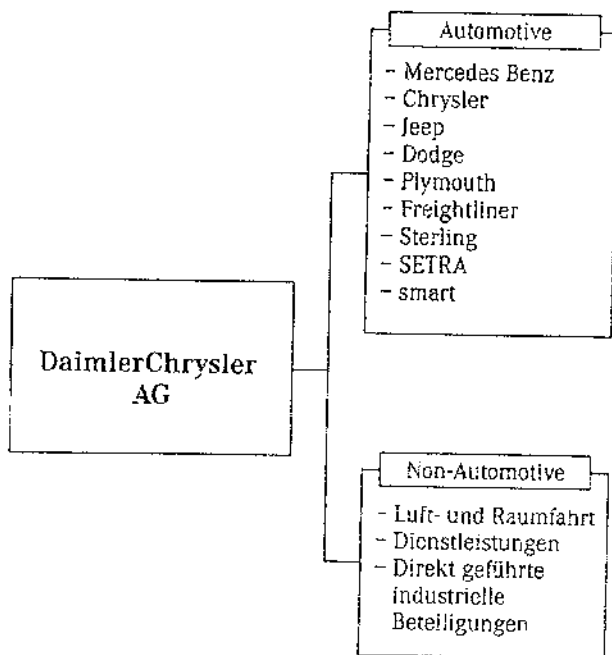 Automotive
- Mercedes Benz
- Chrysler
- Jeep
- Dodge
- Plymouth
- Freightliner
- Sterling
- SETRA
- smart
DaimlerChrysler
AG
Non-Automotive
- Luft- und Raumfahrt
- Dienstleistungen
- Direkt geführte
industrielle
Beteiligungen